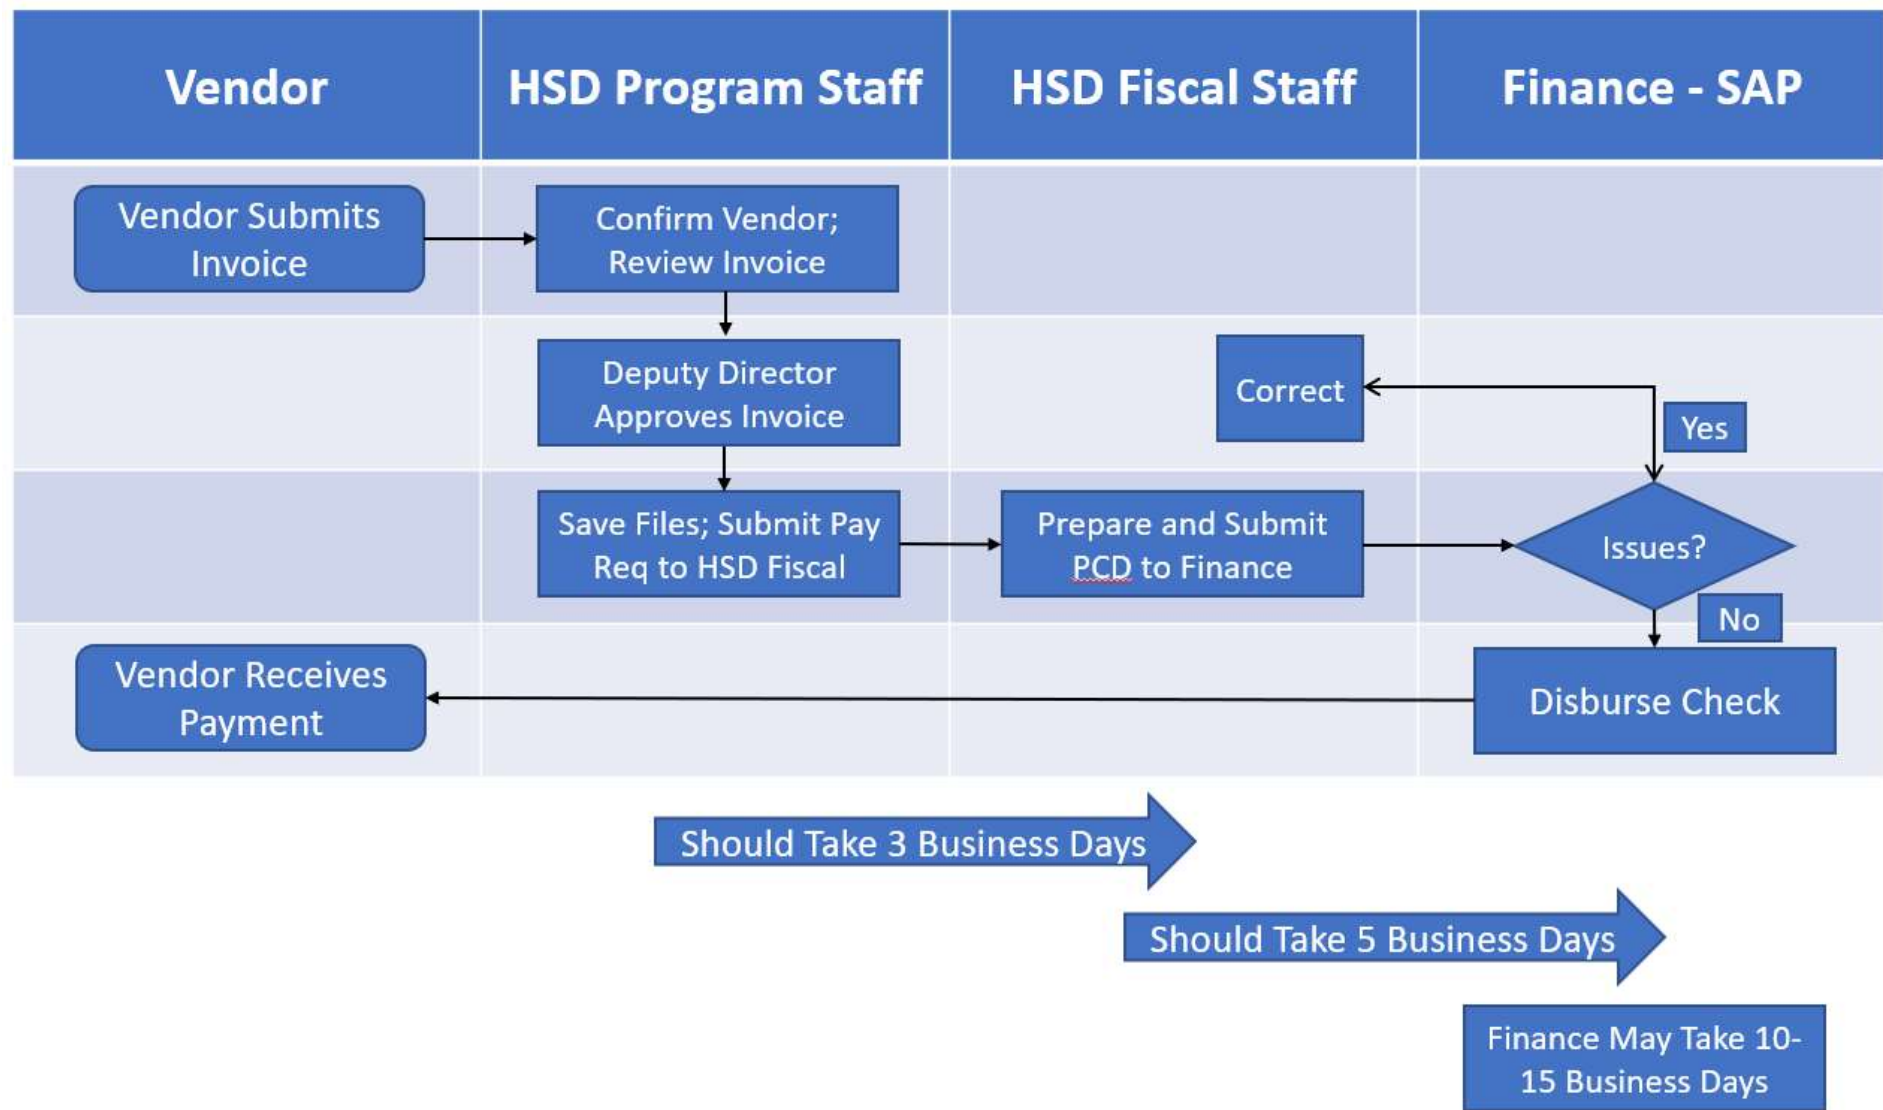 Vendor
HSD Program Staff
HSD Fiscal Staff
Finance - SAP
Vendor Submits
Invoice
Confirm Vendor;
Review Invoice
Deputy Director
Approves Invoice
Correct
Yes
Save Files; Submit Pay
Req to HSD Fiscal
Prepare and Submit
PCD to Finance
Issues?
No
Vendor Receives
Payment
Disburse Check
Should Take 3 Business Days
Should Take 5 Business Days
Finance May Take 10-
15 Business Days